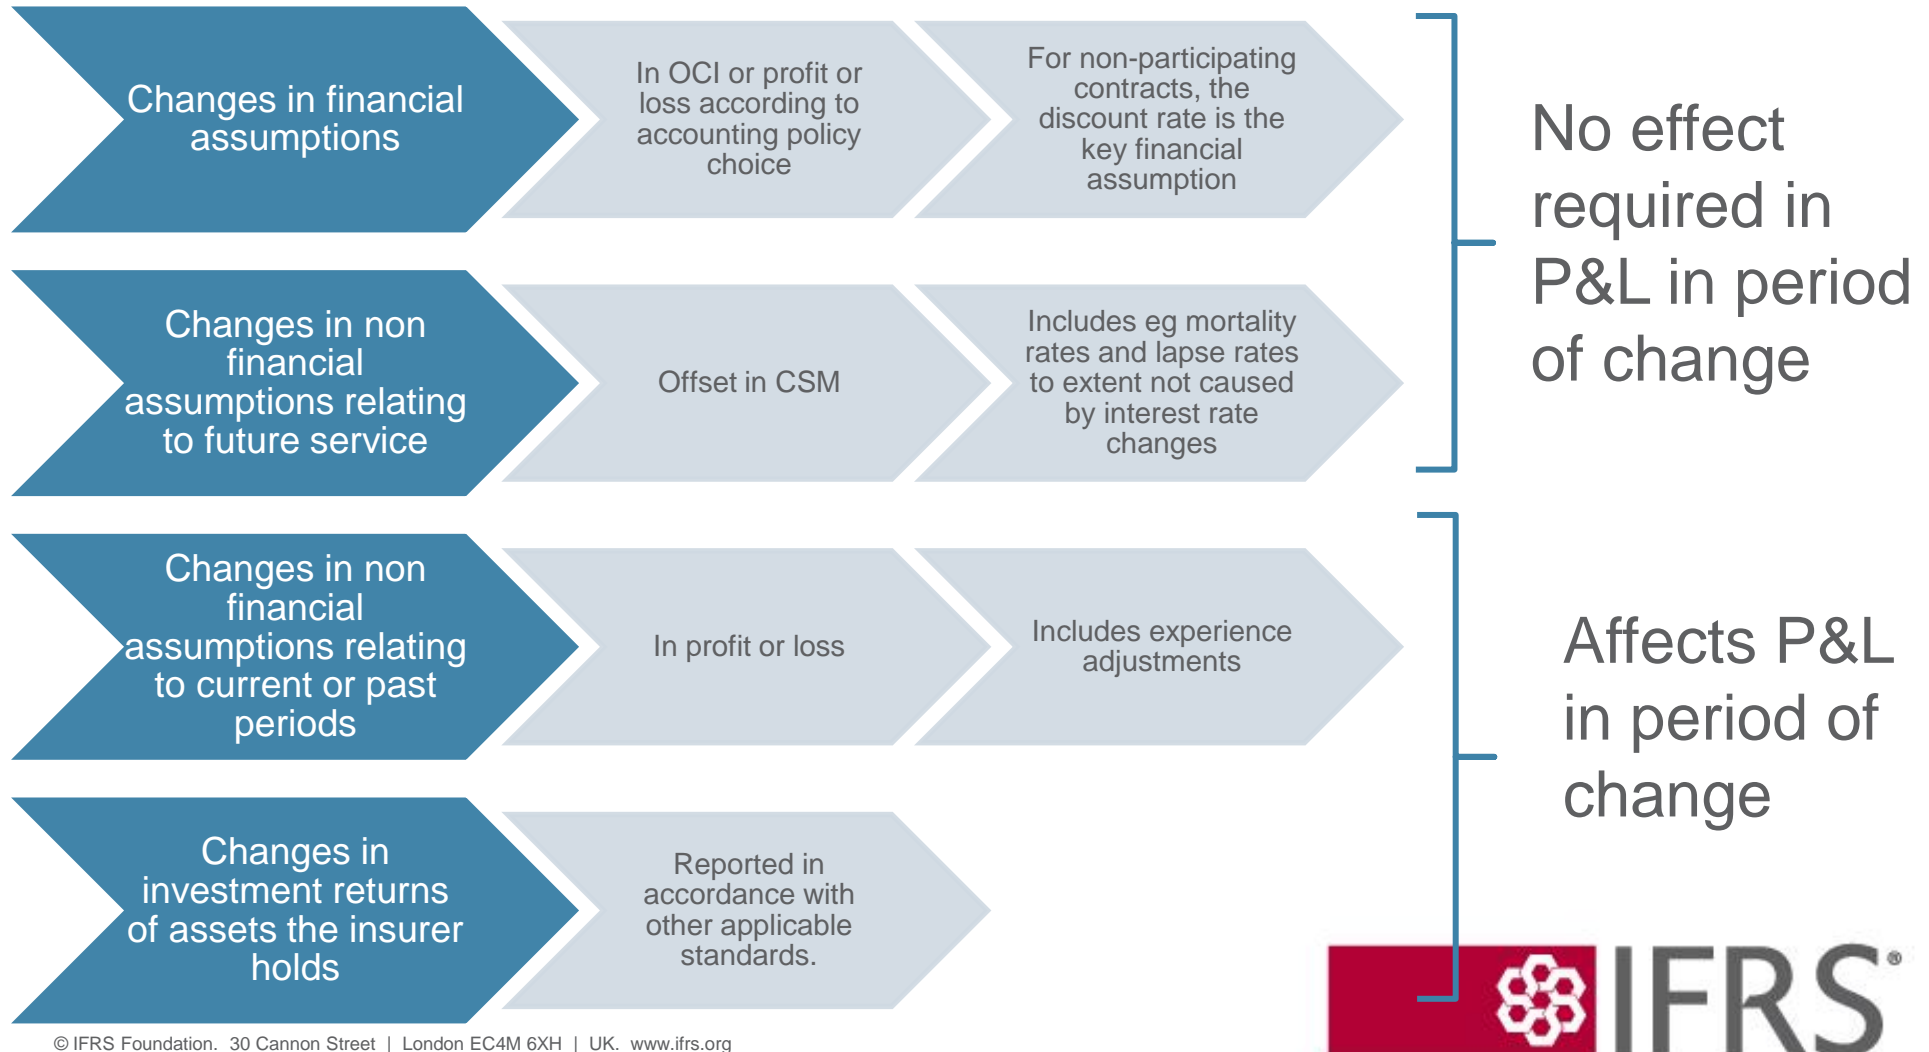 Changes in financial
assumptions
In OCI or profit or
loss according to
accounting policy
choice
For non-participating
contracts, the
discount rate is the
key financial
assumption
No effect
required in
P&L in period
of change
Changes in non
financial
assumptions relating
to future service
Offset in CSM
Includes eg mortality
rates and lapse rates
to extent not caused
by interest rate
changes
Changes in non
financial
assumptions relating
to current or past
periods
In profit or loss
Includes experience
adjustments
Affects P&L
in period of
change
Changes in
investment returns
of assets the insurer
holds
Reported in
accordance with
other applicable
standards.
IFRS®
© IFRS Foundation. 30 Cannon Street | London EC4M 6XH | UK. www.ifrs.org